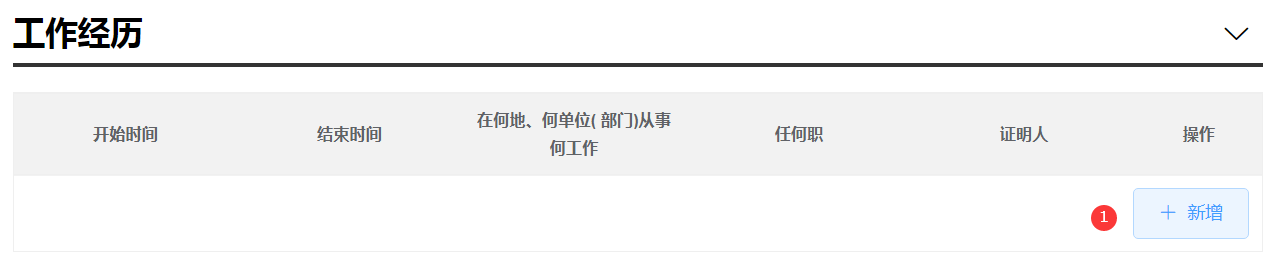 工作经历
开始时间
结束时间
在何地、何单位( 部门)从事
何工作
任何职
证明人
操作
1
+ 新增